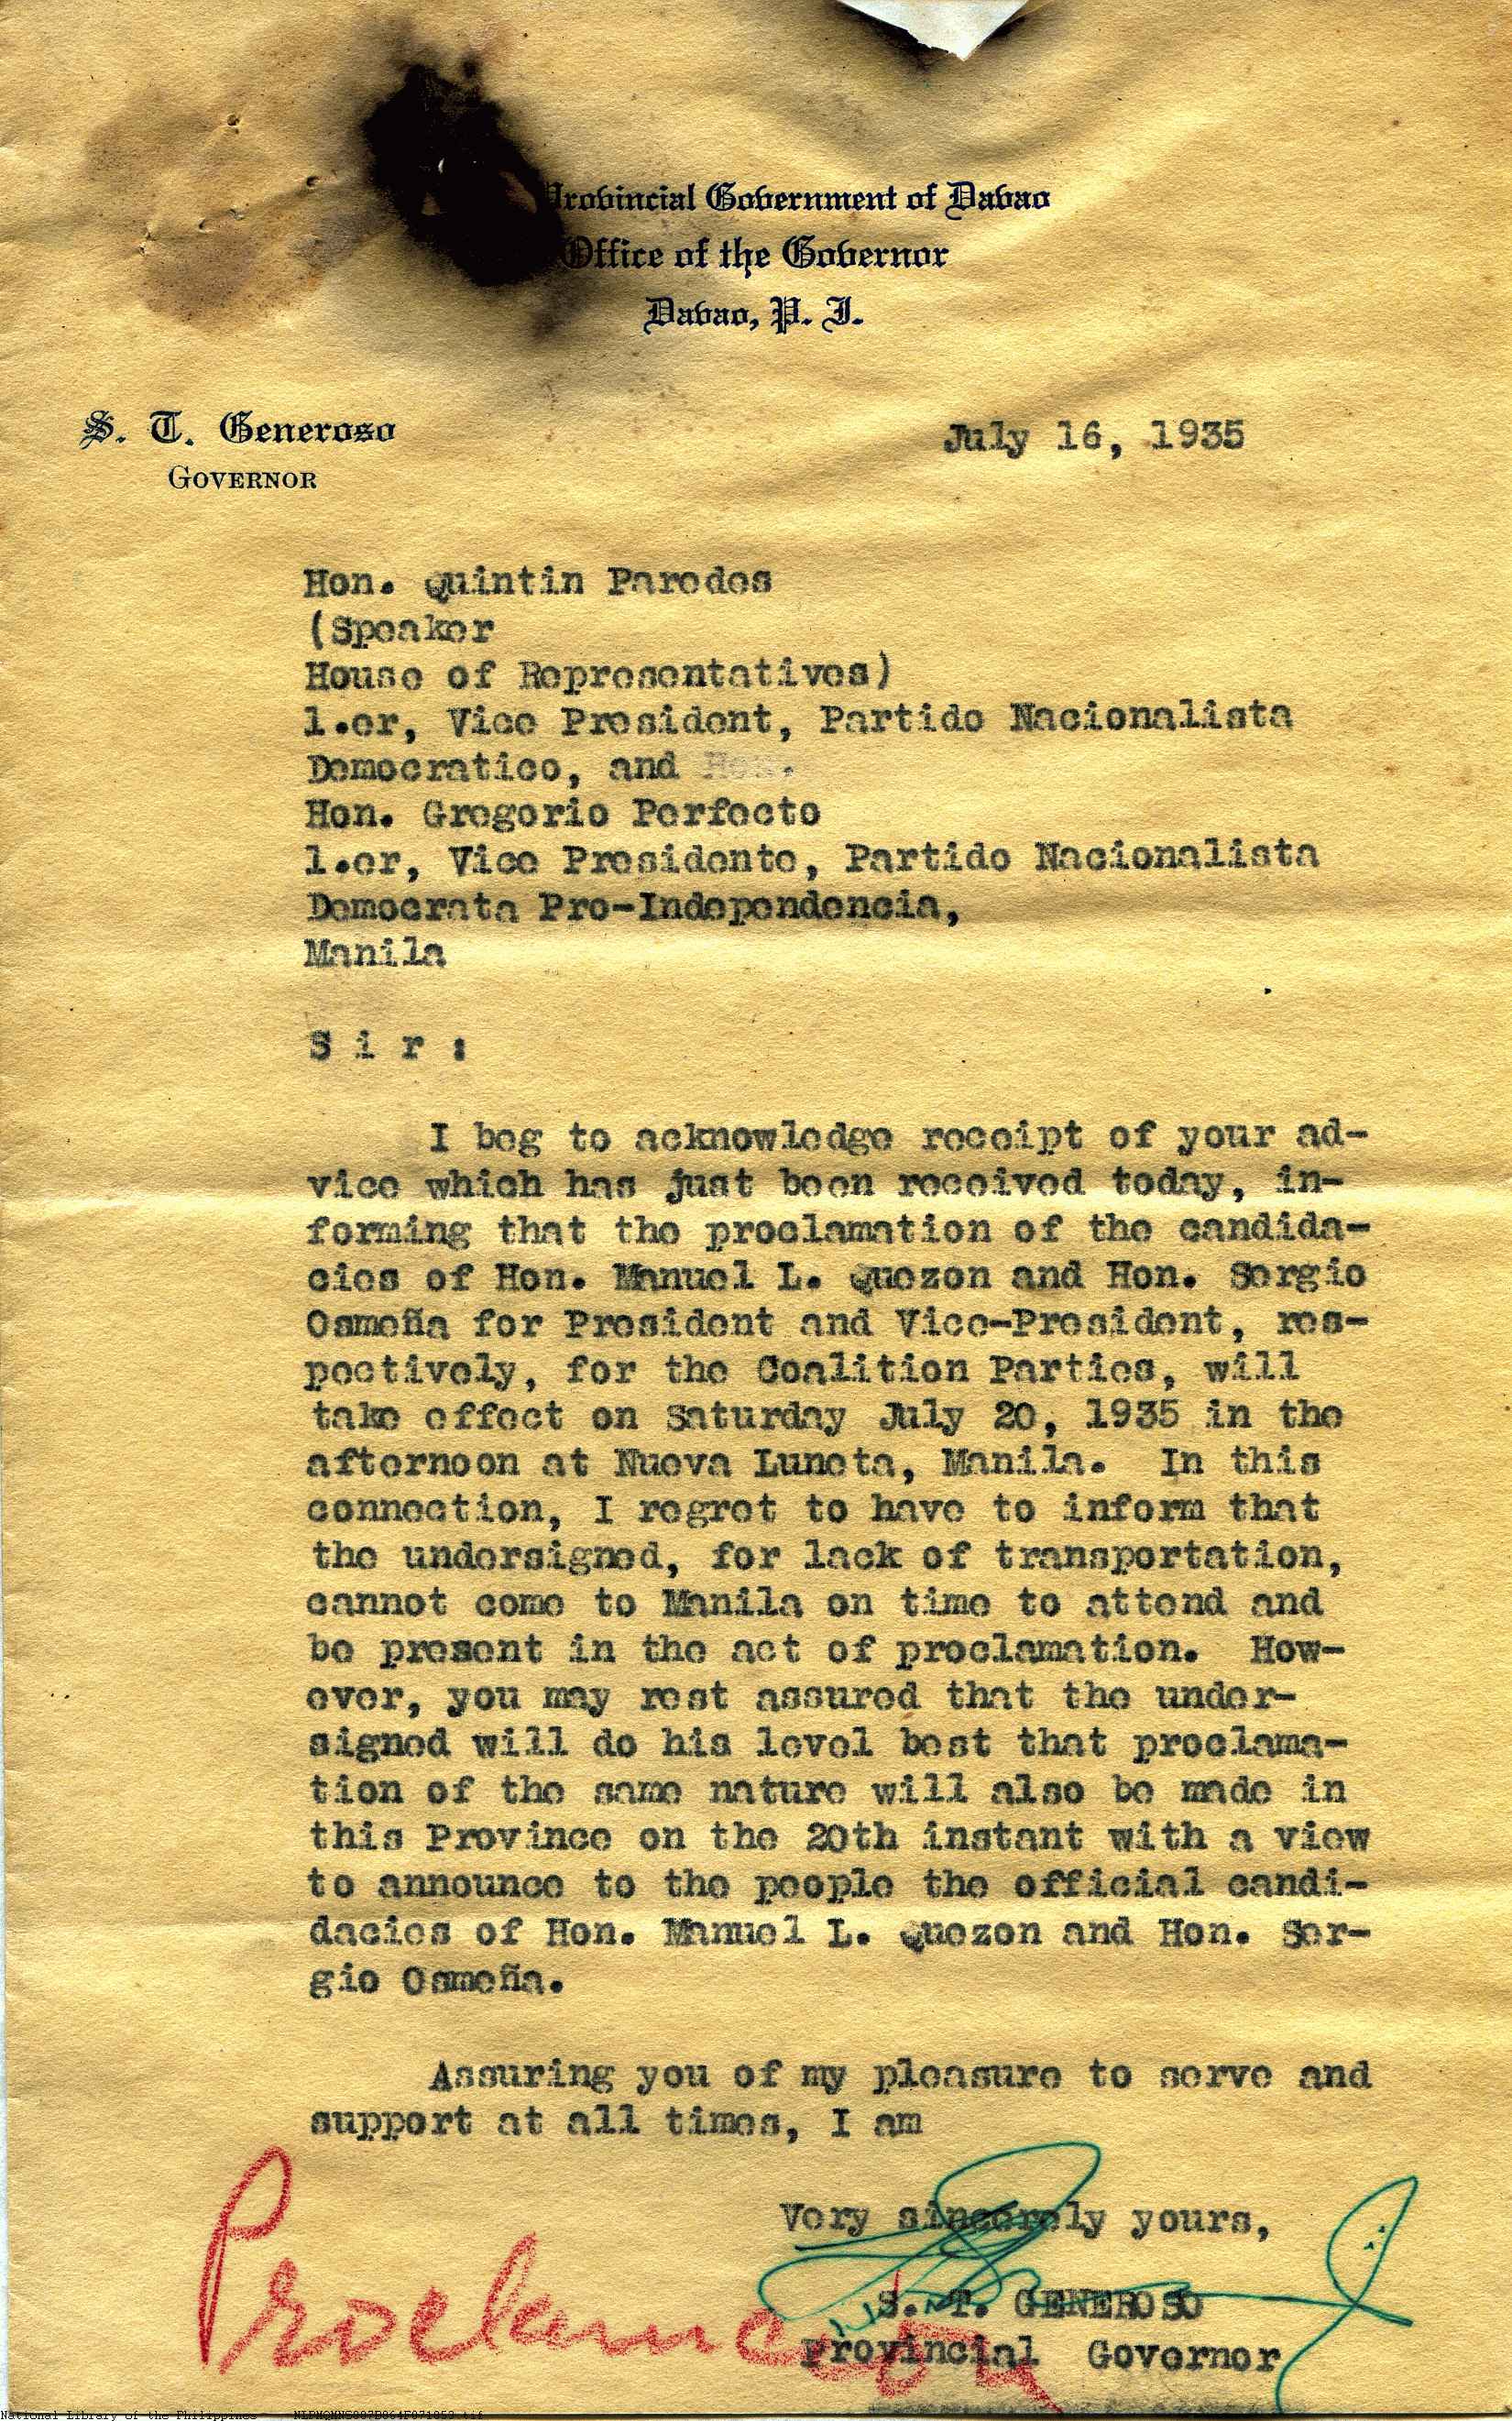 Provincial Government of Davao
Office of the Governor
Davao, P. I.
S. T. Generoso
GOVERNOR
July 16, 1935
Hon. Quintin Paredes
(Speaker
House of Representatives)
1.er, Vice President, Partido Nacionalista
Democratico, and Hon.
Hon. Gregorio Perfecto
1.er, Vice Presidente, Partido Nacionalista
Democrata Pro-Independencia,
Manila
S i r :
I beg to acknowledge receipt of your ad-
vice which has just been received today, in-
forming that the proclamation of the candida-
cies of Hon. Manuel L. Quezon and Hon. Sergio
Osmeña for President and Vice-President, res-
pectively, for the Coalition Parties, will
take effect on Saturday July 20, 1935 in the
afternoon at Nueva Luneta, Manila. In this
connection, I regret to have to inform that
the undersigned, for lack of transportation,
cannot come to Manila on time to attend and
be present in the act of proclamation. How-
ever, you may rest assured that the under-
signed will do his level best that proclama-
tion of the same nature will also be made in
this Province on the 20th instant with a view
to announce to the people the official candi-
dacies of Hon. Manuel L. Quezon and Hon. Ser-
gio Osmeña.
Assuring you of my pleasure to serve and
support at all times, I am
Very sincerely yours,
S. T. GENEROSO
Provincial Governor
National Library of the Philippines